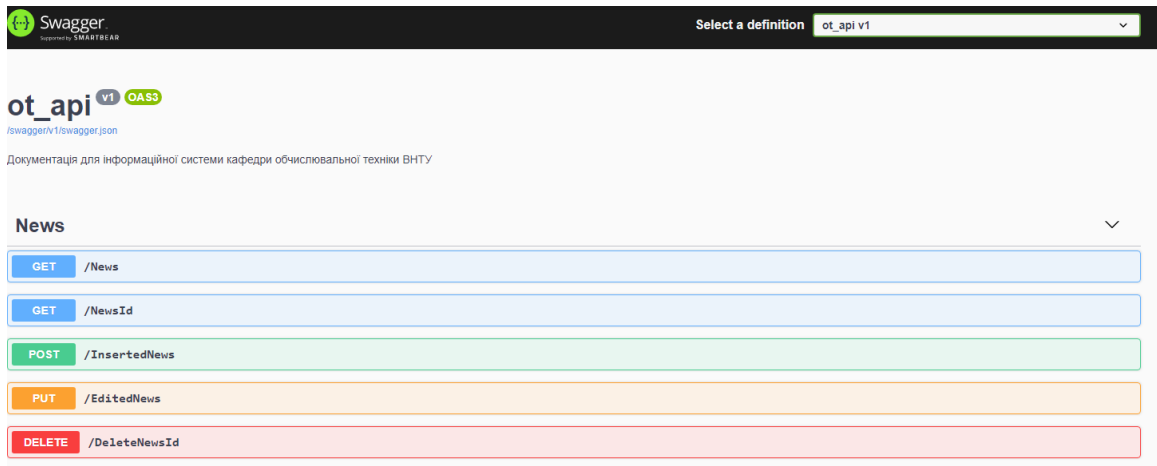 Swagger.
Supported by SMARTBEAR
Select a definition
ot_api v1
ot_api v1 OAS3
/swagger/v1/swagger.json
Документація для інформаційної системи кафедри обчислювальної техніки ВНТУ
News
GET /News
GET /NewsId
POST /InsertedNews
PUT /EditedNews
DELETE /DeleteNewsId